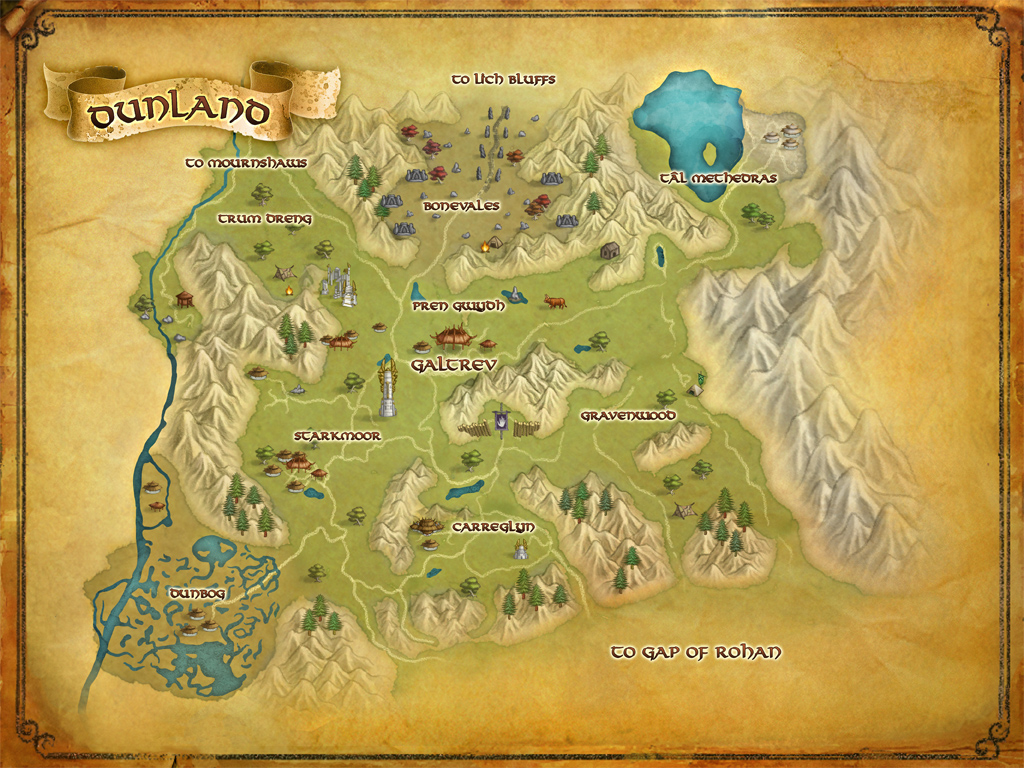 DUNLAND
TO LICH BLUFFS
TO MOURNSHAWS
TÂL METHEDRAS
BONEVALES
TRUM DRENG
PREN GWYDH
GALTREV
GRAVENWOOD
STARKMOOR
CARREGLYN
DUNBOG
TO GAP OF ROHAN